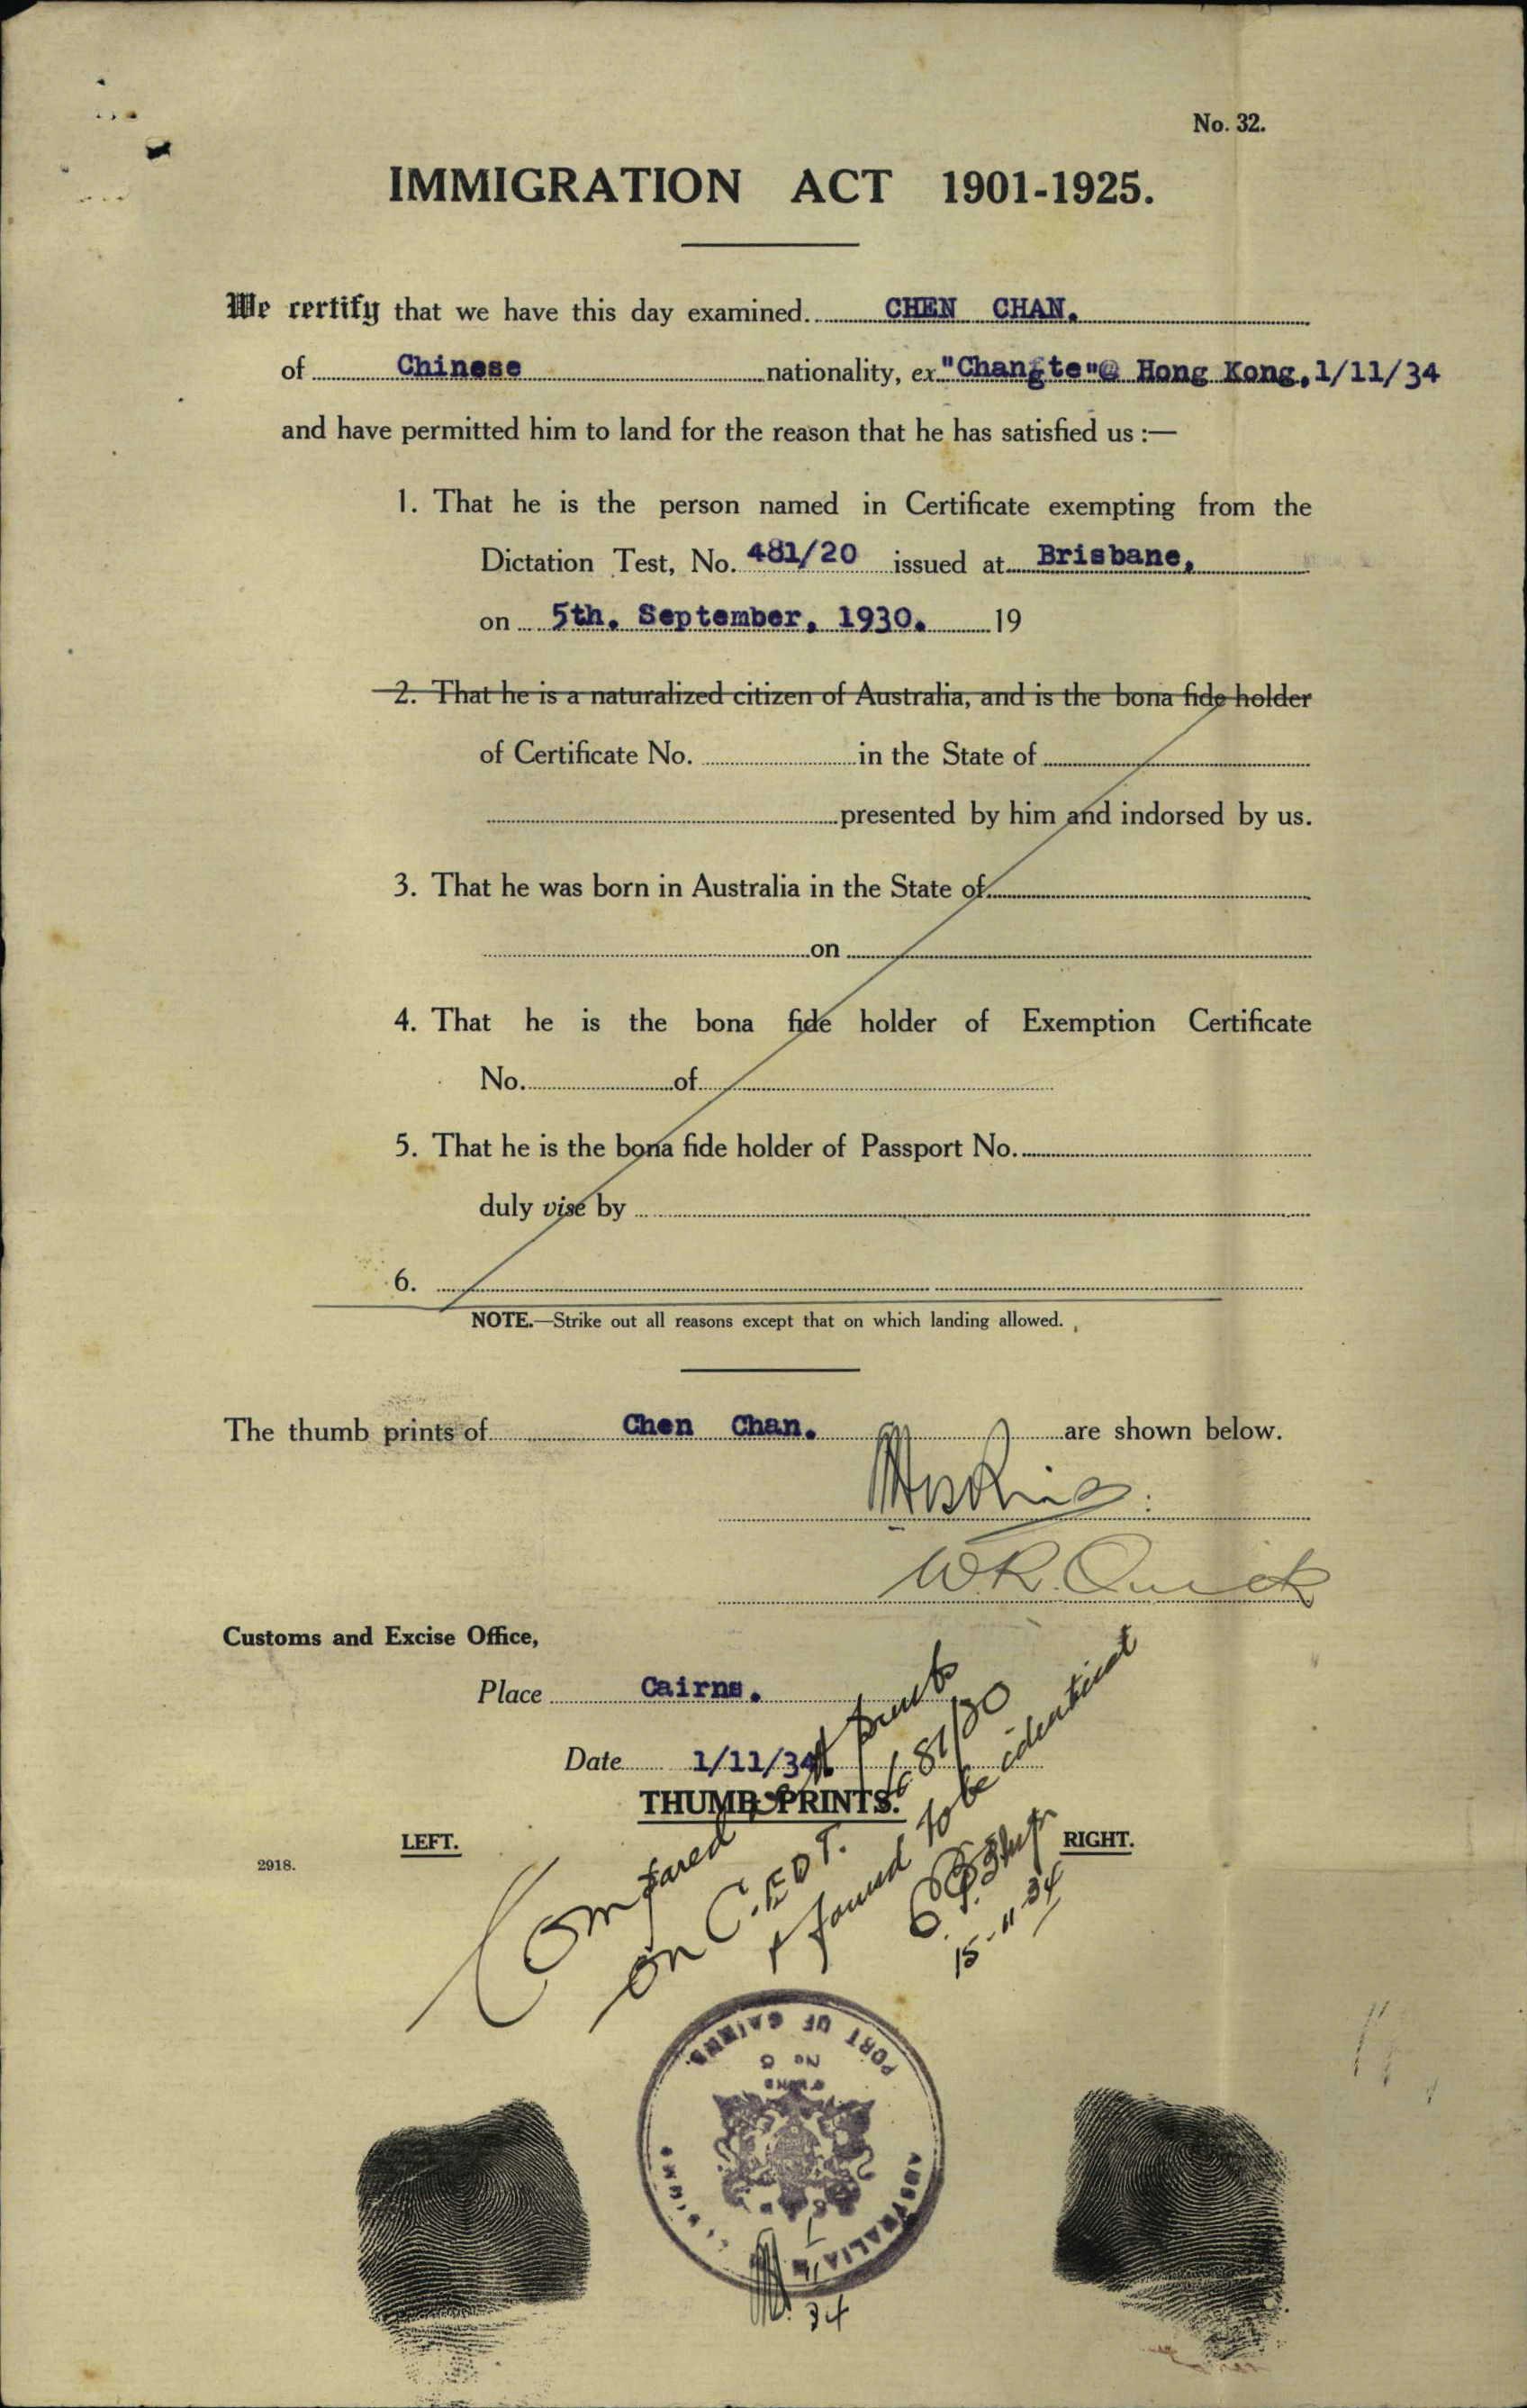 No. 32.
IMMIGRATION ACT 1901-1925.
We certify that we have this day examined CHEN CHAN.
of Chinese nationality, ex "Changte"@ Hong Kong, 1/11/34
and have permitted him to land for the reason that he has satisfied us :—
1. That he is the person named in Certificate exempting from the
Dictation Test, No. 481/20 issued at Brisbane,
on 5th. September, 1930. 19
2. That he is a naturalized citizen of Australia, and is the bona fide holder
of Certificate No. in the State of
presented by him and indorsed by us.
3. That he was born in Australia in the State of
on
4. That he is the bona fide holder of Exemption Certificate
No. of
5. That he is the bona fide holder of Passport No.
duly visé by
6.
NOTE.—Strike out all reasons except that on which landing allowed.
The thumb prints of Chen Chan. are shown below.
W.R. Quick
Customs and Excise Office,
Place Cairns.
Date 1/11/34
THUMB PRINTS.
LEFT.
RIGHT.
2918.
Compared prints
on C.EDT. 481/30
& found to be identical
15-11-34
PORT OF CAIRNS
No 6
AUSTRALIA
34